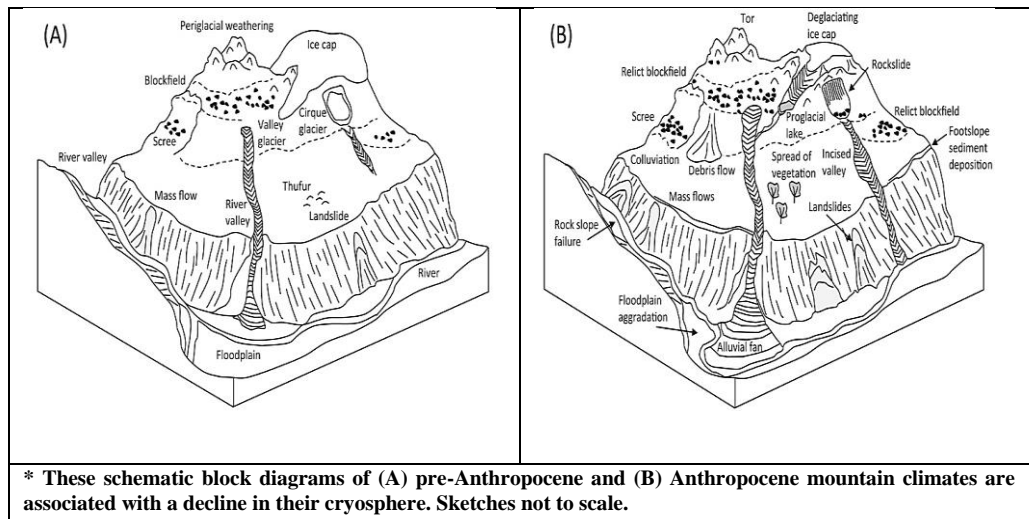 (A)
Periglacial weathering
Ice cap
Blockfield
Cirque
glacier
Valley
glacier
Scree
River valley
Mass flow
Thufur
River
valley
Landslide
River
Floodplain
(B)
Tor
Deglaciating
ice cap
Relict blockfield
Rockslide
Scree
Proglacial
lake
Relict blockfield
Colluviation
Debris flow
Spread of
vegetation
Incised
valley
Footslope
sediment
deposition
Mass flows
Landslides
Rock slope
failure
Floodplain
aggradation
Alluvial fan
* These schematic block diagrams of (A) pre-Anthropocene and (B) Anthropocene mountain climates are
associated with a decline in their cryosphere. Sketches not to scale.